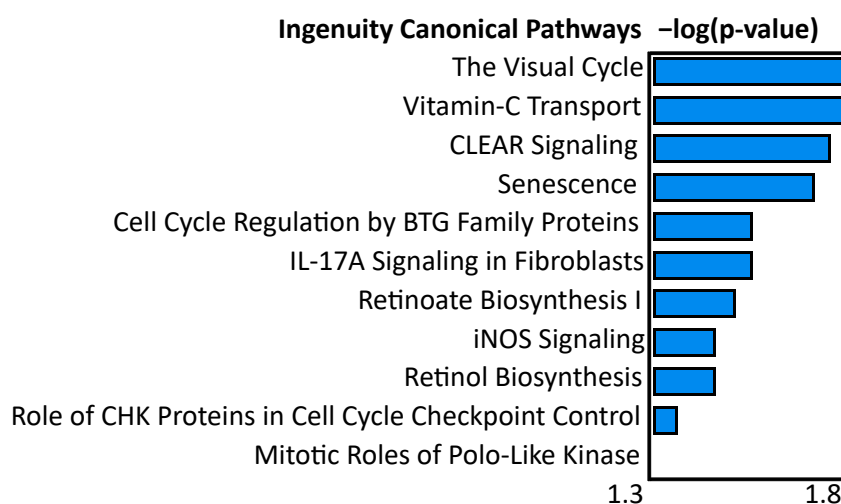 Ingenuity Canonical Pathways –log(p-value)
The Visual Cycle
Vitamin-C Transport
CLEAR Signaling
Senescence
Cell Cycle Regulation by BTG Family Proteins
IL-17A Signaling in Fibroblasts
Retinoate Biosynthesis I
iNOS Signaling
Retinol Biosynthesis
Role of CHK Proteins in Cell Cycle Checkpoint Control
Mitotic Roles of Polo-Like Kinase
1.3 1.8